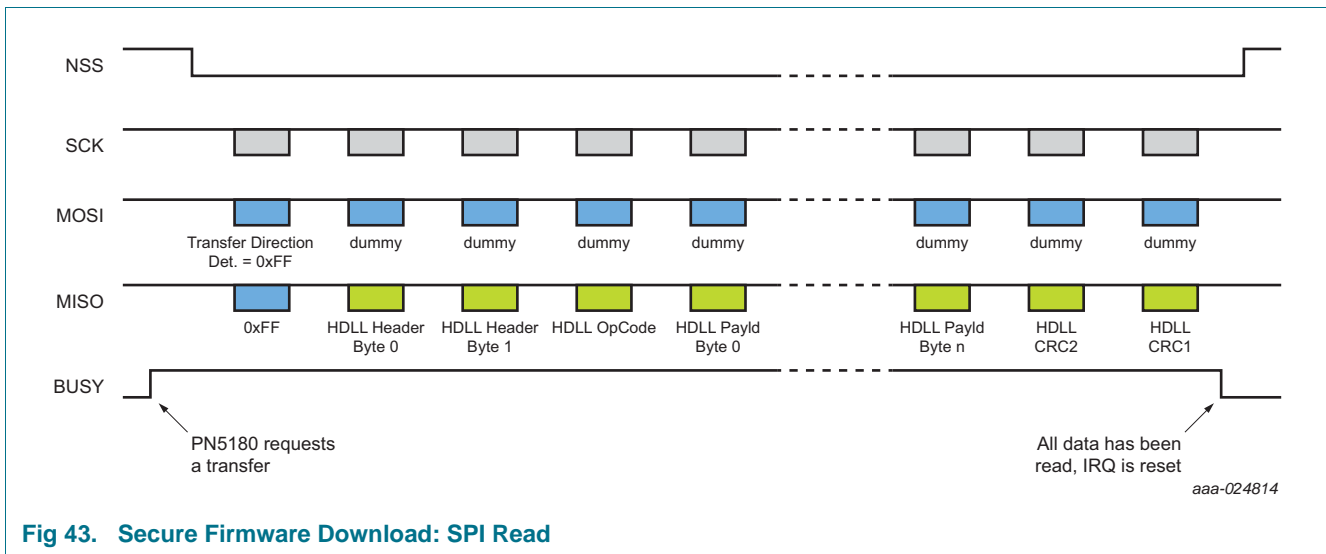 NSS
SCK
MOSI
Transfer Direction
Det. = 0xFF
dummy
dummy
dummy
dummy
dummy
dummy
dummy
MISO
0xFF
HDLL Header
Byte 0
HDLL Header
Byte 1
HDLL OpCode
HDLL Payld
Byte 0
HDLL Payld
Byte n
HDLL
CRC2
HDLL
CRC1
BUSY
PN5180 requests
a transfer
All data has been
read, IRQ is reset
aaa-024814
Fig 43. Secure Firmware Download: SPI Read